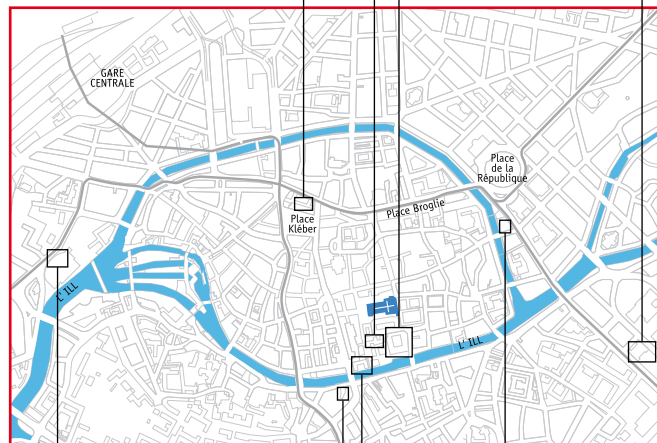 GARE
CENTRALE
Place
de la
République
Place Broglie
Place
Kléber
L' ILL
L' ILL